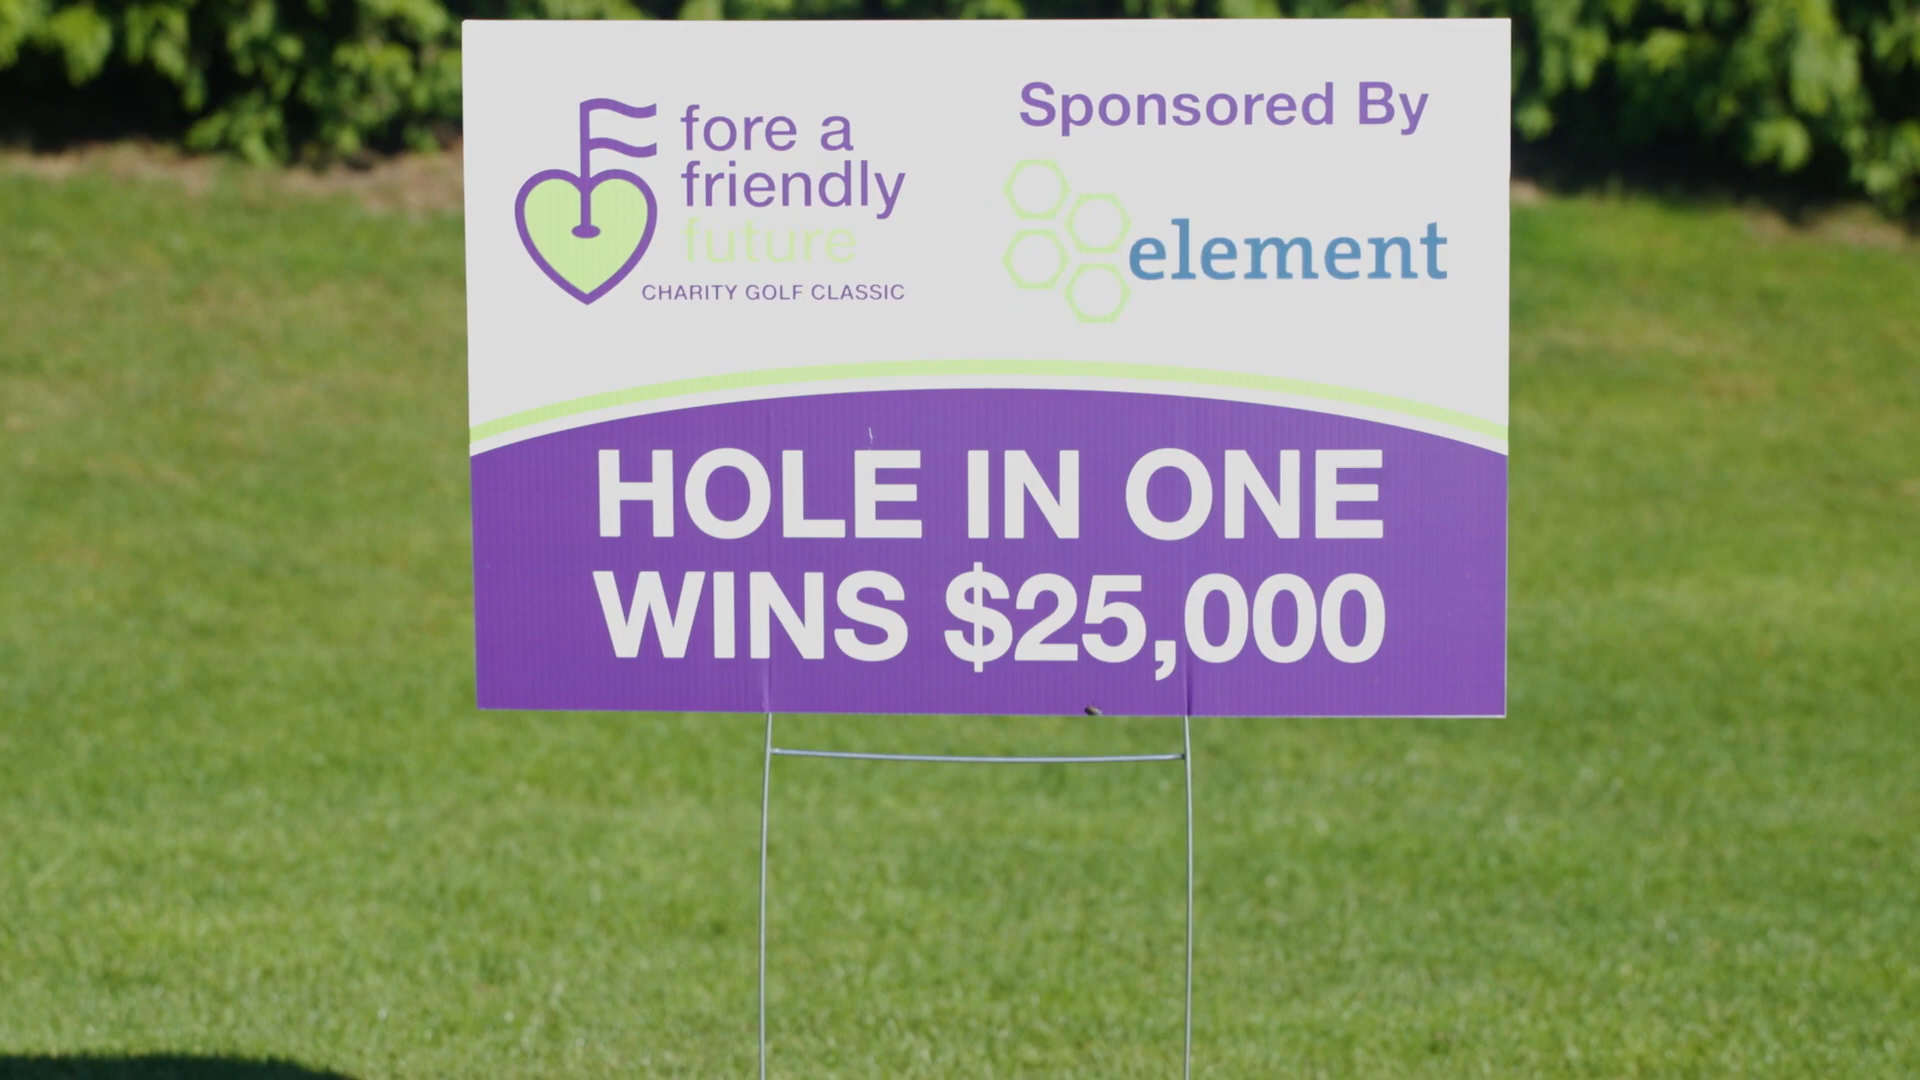 fore a
friendly
future
CHARITY GOLF CLASSIC
Sponsored By
element
HOLE IN ONE
WINS $25,000